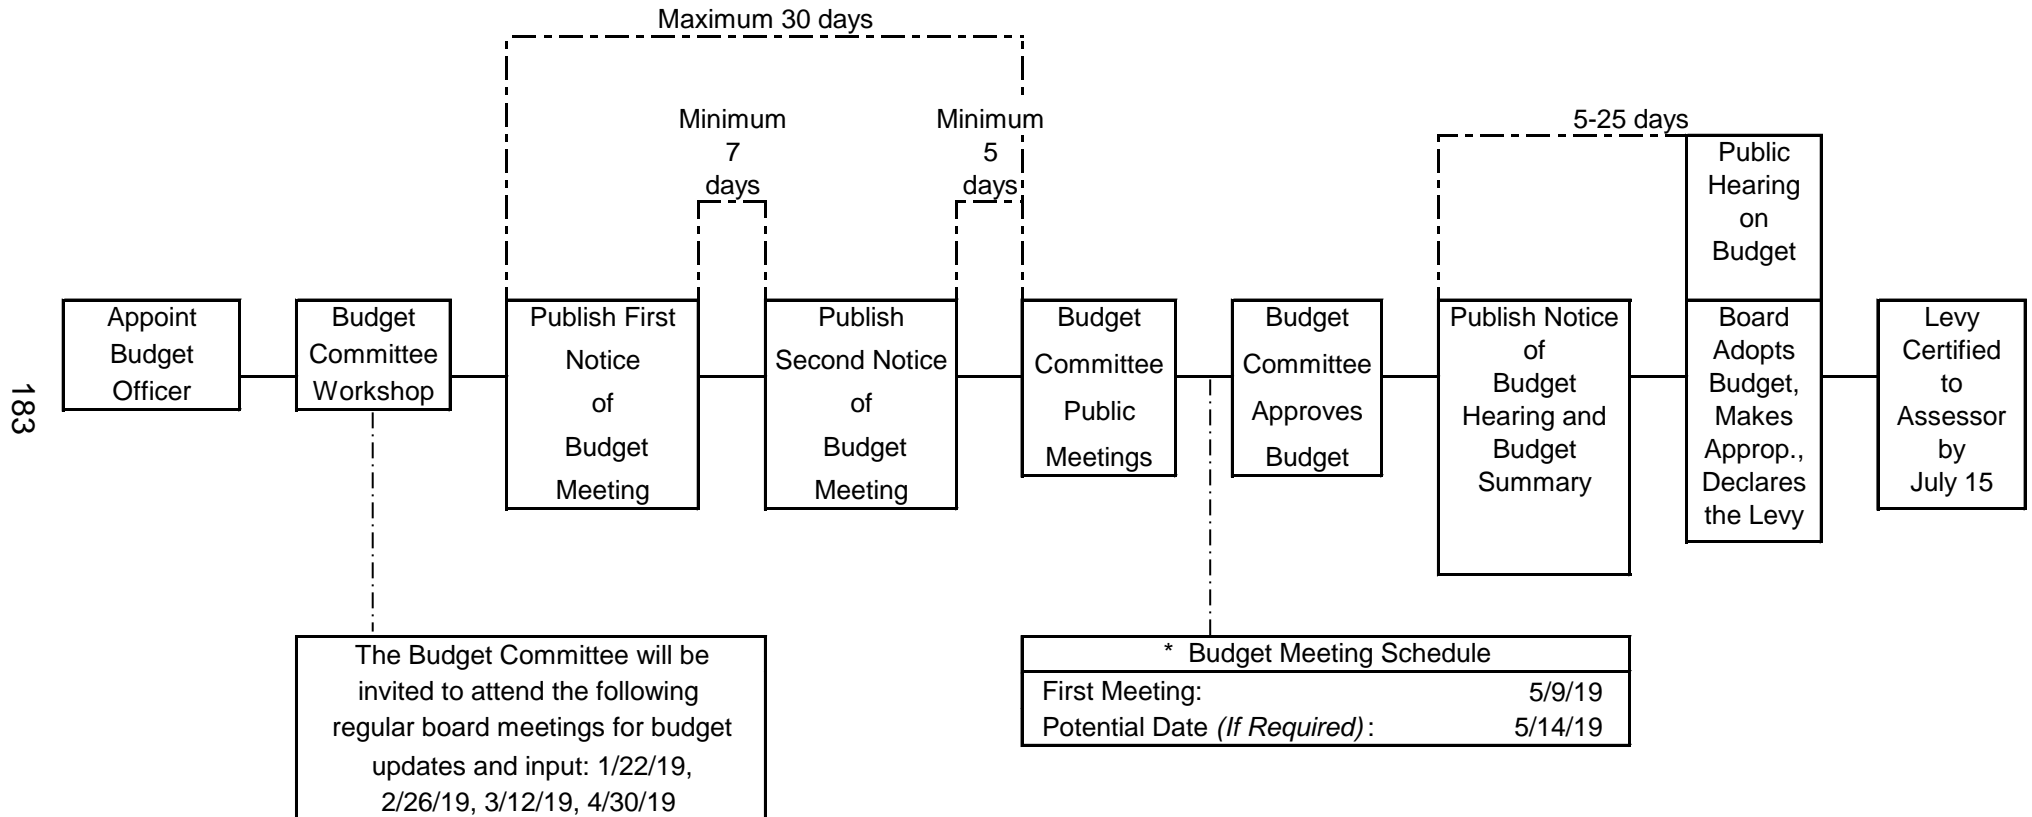 Maximum 30 days
Minimum
7
days
Minimum
5
days
5-25 days
Public
Hearing
on
Budget
Appoint
Budget
Officer
Budget
Committee
Workshop
Publish First
Notice
of
Budget
Meeting
Publish
Second Notice
of
Budget
Meeting
Budget
Committee
Public
Meetings
Budget
Committee
Approves
Budget
Publish Notice
of
Budget
Hearing and
Budget
Summary
Board
Adopts
Budget,
Makes
Approp.,
Declares
the Levy
Levy
Certified
to
Assessor
by
July 15
183
The Budget Committee will be
invited to attend the following
regular board meetings for budget
updates and input: 1/22/19,
2/26/19, 3/12/19, 4/30/19
* Budget Meeting Schedule
First Meeting: 5/9/19
Potential Date (If Required): 5/14/19